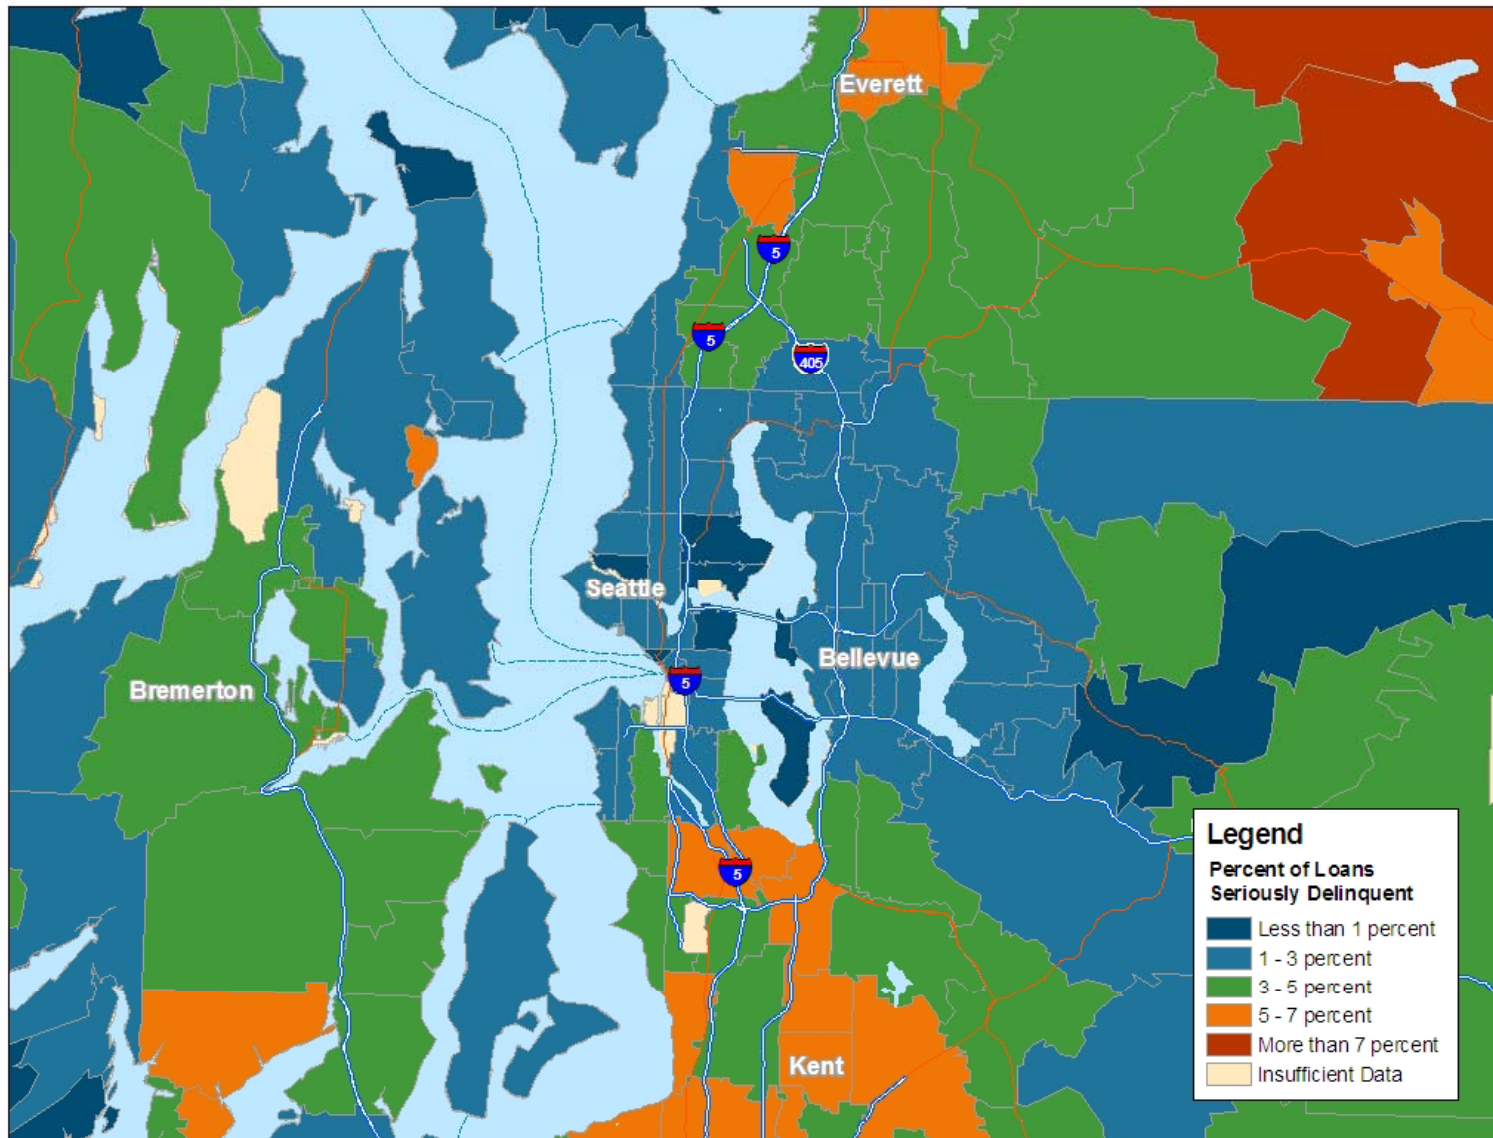 Everett
5
5
405
Seattle
Bellevue
5
Bremerton
5
Kent
Legend
Percent of Loans
Seriously Delinquent
Less than 1 percent
1 - 3 percent
3 - 5 percent
5 - 7 percent
More than 7 percent
Insufficient Data